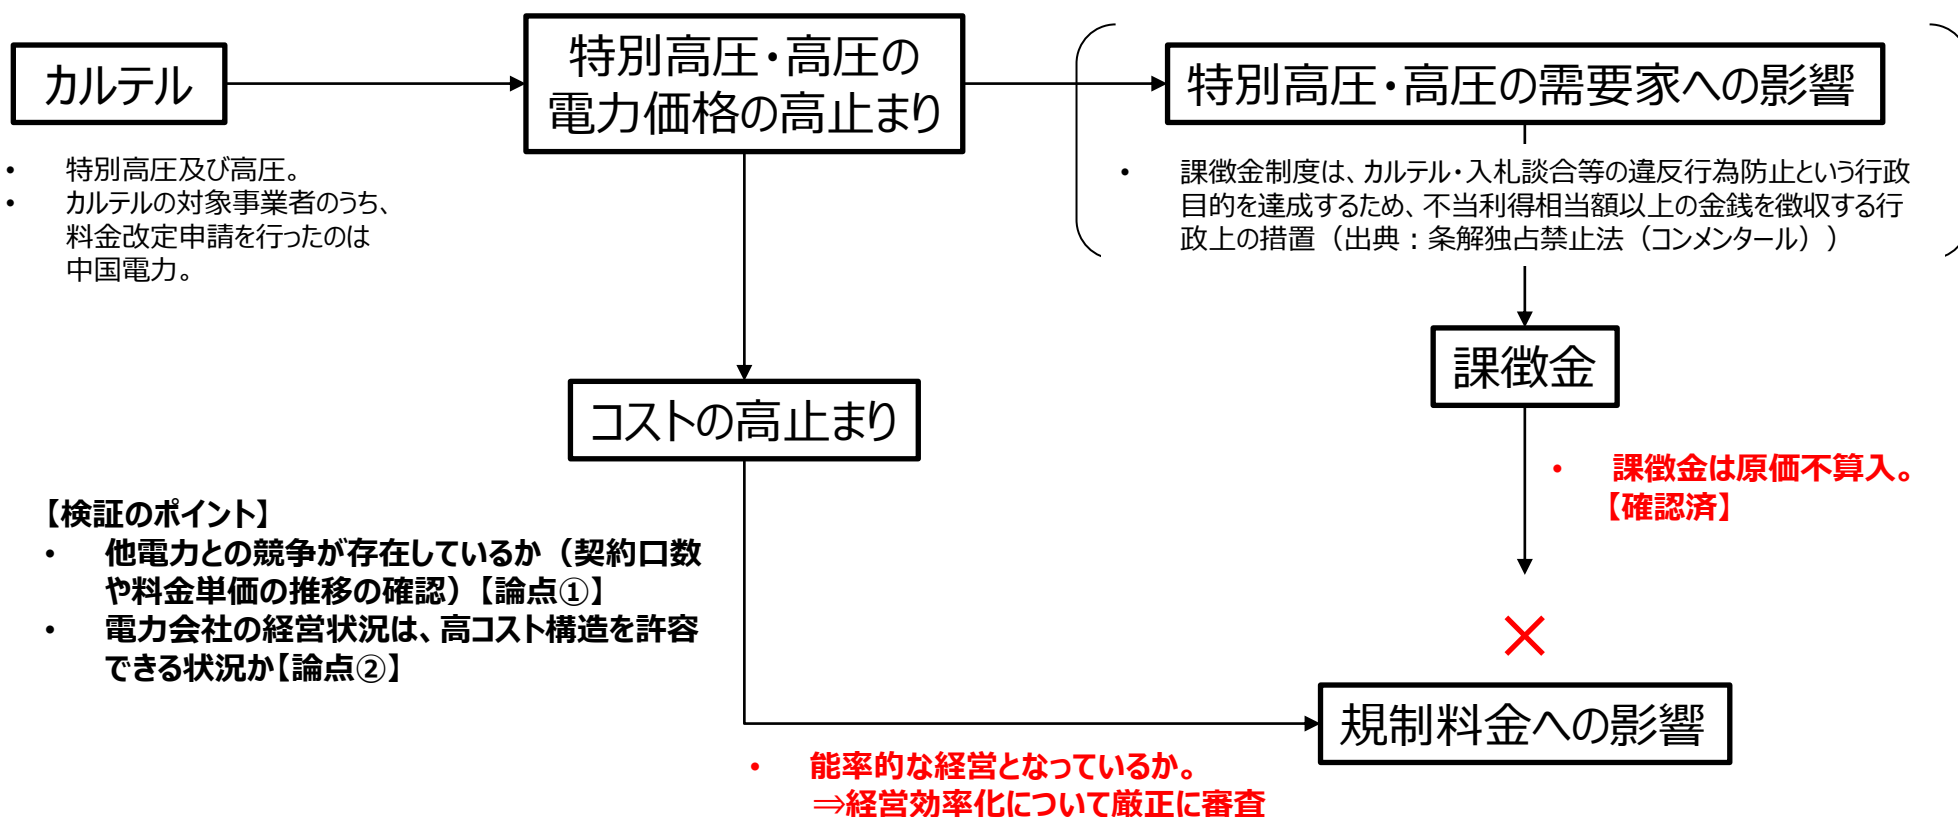 カルテル
・ 特別高圧及び高圧。
・ カルテルの対象事業者のうち、
料金改定申請を行ったのは
中国電力。
特別高圧・高圧の
電力価格の高止まり
特別高圧・高圧の需要家への影響
・ 課徴金制度は、カルテル・入札談合等の違反行為防止という行政
目的を達成するため、不当利得相当額以上の金銭を徴収する行
政上の措置（出典：条解独占禁止法（コンメンタール））
課徴金
コストの高止まり
・ 課徴金は原価不算入。
【確認済】
【検証のポイント】
・ 他電力との競争が存在しているか（契約口数
や料金単価の推移の確認）【論点①】
・ 電力会社の経営状況は、高コスト構造を許容
できる状況か【論点②】
規制料金への影響
・ 能率的な経営となっているか。
⇒経営効率化について厳正に審査